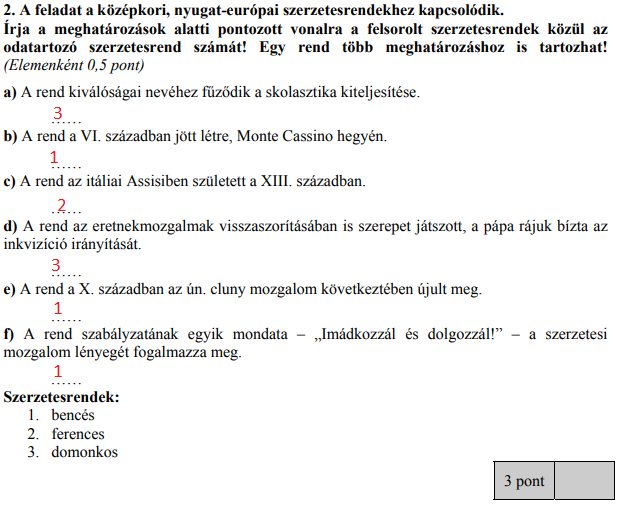 2. A feladat a középkori, nyugat-európai szerzetesrendekhez kapcsolódik.
Írja a meghatározások alatti pontozott vonalra a felsorolt szerzetesrendek közül az
odatartozó szerzetesrend számát! Egy rend több meghatározáshoz is tartozhat!
(Elemenként 0,5 pont)
a) A rend kiválóságai nevéhez fűződik a skolasztika kiteljesítése.
3
......
b) A rend a VI. században jött létre, Monte Cassino hegyén.
1
......
c) A rend az itáliai Assisiben született a XIII. században.
.2....
d) A rend az eretnekmozgalmak visszaszorításában is szerepet játszott, a pápa rájuk bízta az
inkvizíció irányítását.
3
......
e) A rend a X. században az ún. cluny mozgalom következtében újult meg.
1
......
f) A rend szabályzatának egyik mondata – „Imádkozzál és dolgozzál!” – a szerzetesi
mozgalom lényegét fogalmazza meg.
1
......
Szerzetesrendek:
1. bencés
2. ferences
3. domonkos
3 pont